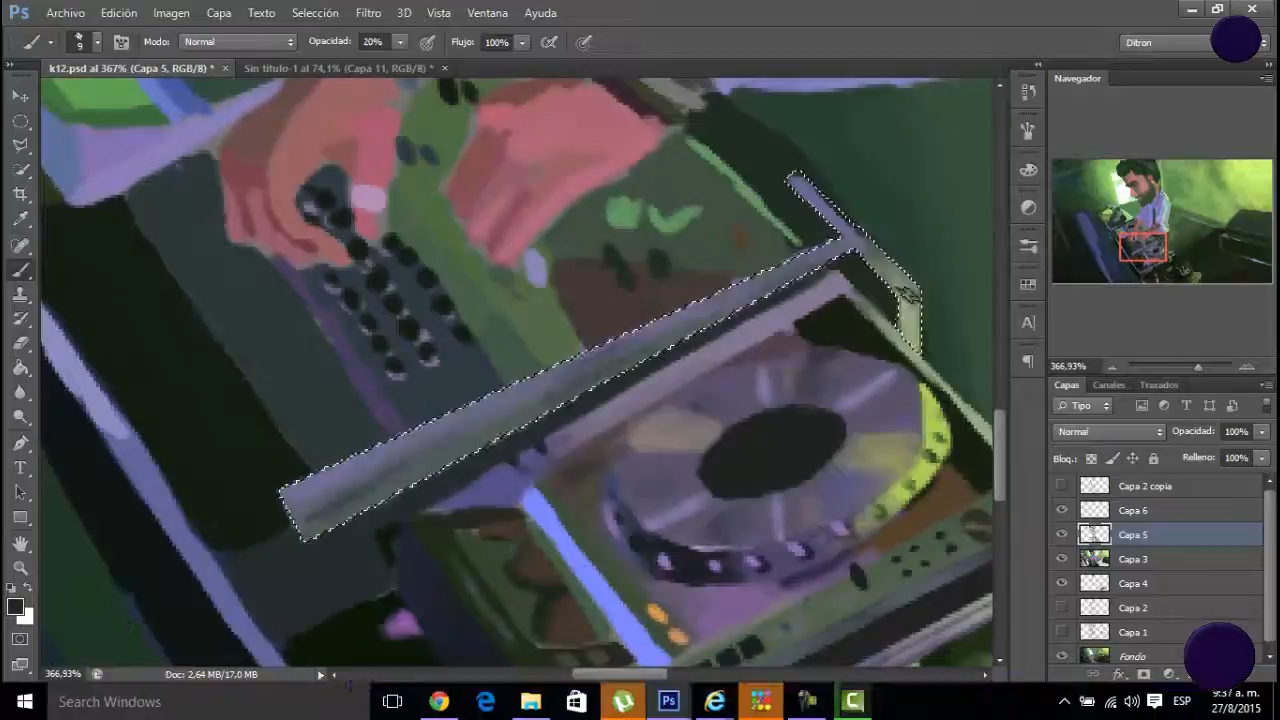 Ps Archivo Edición Imagen Capa Texto Selección Filtro 3D Vista Ventana Ayuda
9 Modo: Normal Opacidad: 20% Flujo: 100% Ditron
k12.psd al 367% (Capa 5, RGB/8) * × Sin título-1 al 74,1% (Capa 11, RGB/8) * ×
Navegador
366,93%
Capas Canales Trazados
Tipo
Normal Opacidad: 100%
Bloq.: Relleno: 100%
Capa 2 copia
Capa 6
Capa 5
Capa 3
Capa 4
Capa 2
Capa 1
Fondo
366,93% Doc: 2,64 MB/17,0 MB
Search Windows Ps ESP 9:37 a. m.
27/8/2015